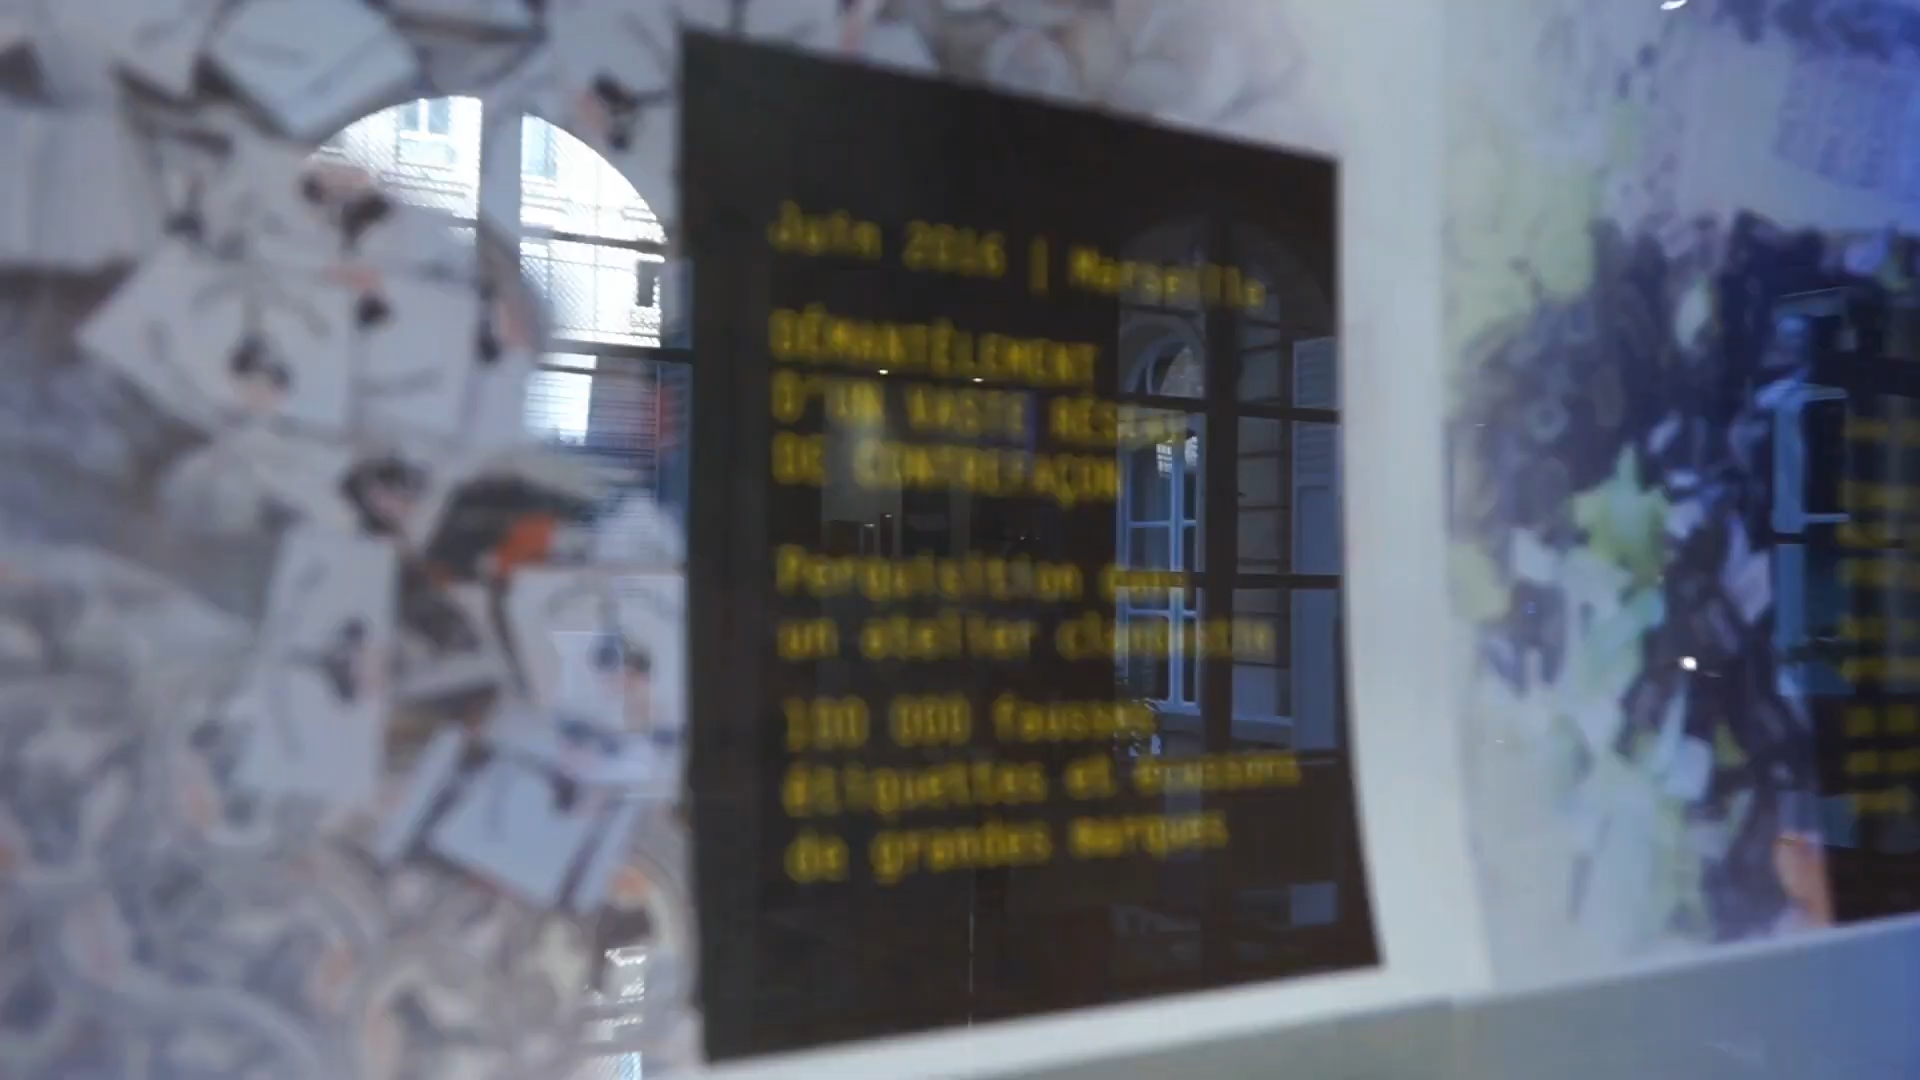 Juin 2016 | Marseille
DÉMANTÈLEMENT
D'UN VASTE RÉSEAU
DE CONTREFAÇON
Perquisition dans
un atelier clandestin
100 000 fausses
étiquettes et écussons
de grandes marques